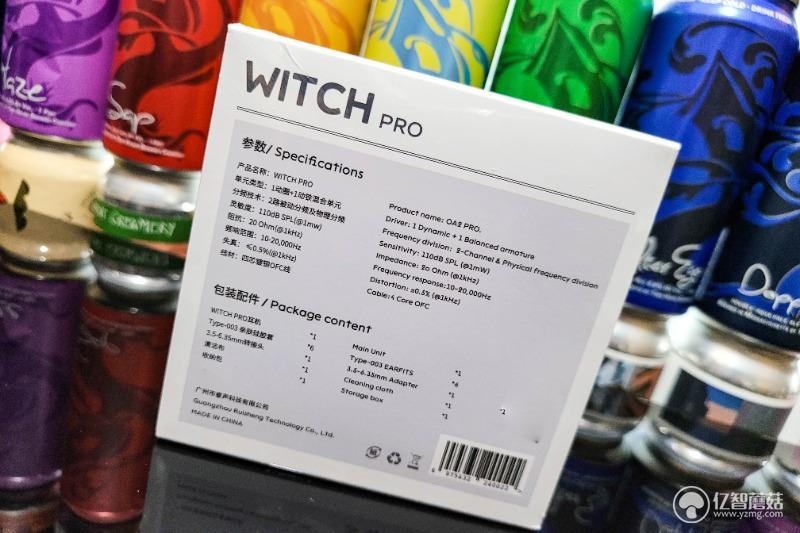 WITCH PRO
参数/ Specifications
产品名称：WITCH PRO
单元类型：1动圈+1动铁混合单元
分频技术：2路被动分频及物理分频
灵敏度：110dB SPL(@1mW)
阻抗：20 Ohm(@1kHz)
频响范围：10-20,000Hz
失真：≤0.5%(@1kHz)
线材：四芯镀银OFC线
Product name: OA2 PRO.
Driver: 1 Dynamic + 1 Balanced armature
Frequency division: 2-Channel & Physical frequency division
Sensitivity: 110dB SPL (@1mW)
Impedance: 20 Ohm (@1kHz)
Frequency response:10-20,000Hz
Distortion: ≤0.5% (@1kHz)
Cable:4 Core OFC
包装配件 / Package content
WITCH PRO耳机 *1
Type-003 亲肤硅胶套
3.5-6.35mm转接头 *1
清洁布 *1
收纳包 *1
Main Unit *1
Type-003 EARFITS *6
3.5-6.35mm Adapter *1
Cleaning cloth *1
Storage box *1
*1
广州市睿声科技有限公司
Guangzhou Ruisheng Technology Co., Ltd.
MADE IN CHINA
Haze
Sap
CREAMERY
亿智蘑菇
www.yzmg.com